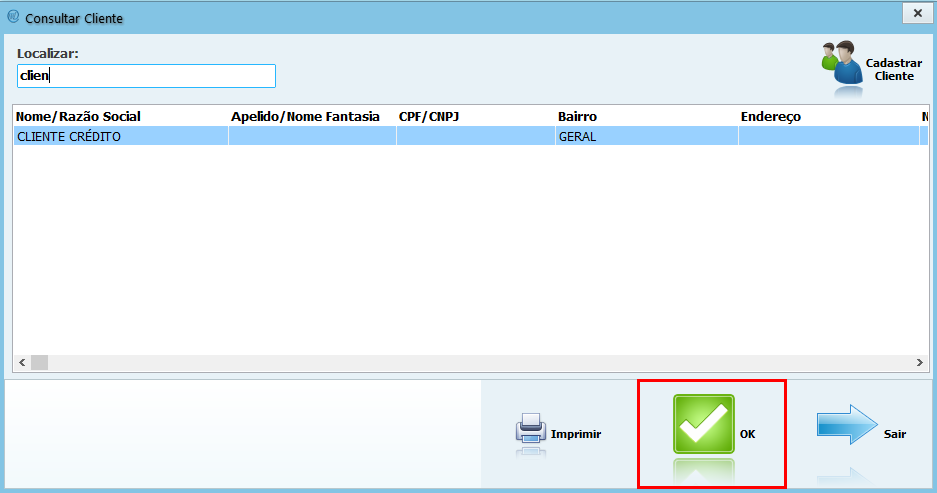 Consultar Cliente
Localizar:
clien
Cadastrar
Cliente
Nome/Razão Social Apelido/Nome Fantasia CPF/CNPJ Bairro Endereço
CLIENTE CRÉDITO GERAL
Imprimir OK Sair